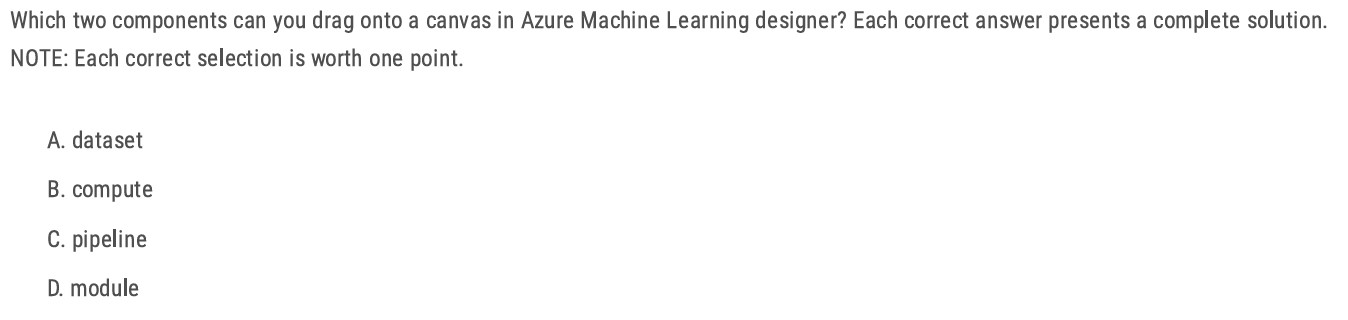 Which two components can you drag onto a canvas in Azure Machine Learning designer? Each correct answer presents a complete solution.
NOTE: Each correct selection is worth one point.
A. dataset
B. compute
C. pipeline
D. module